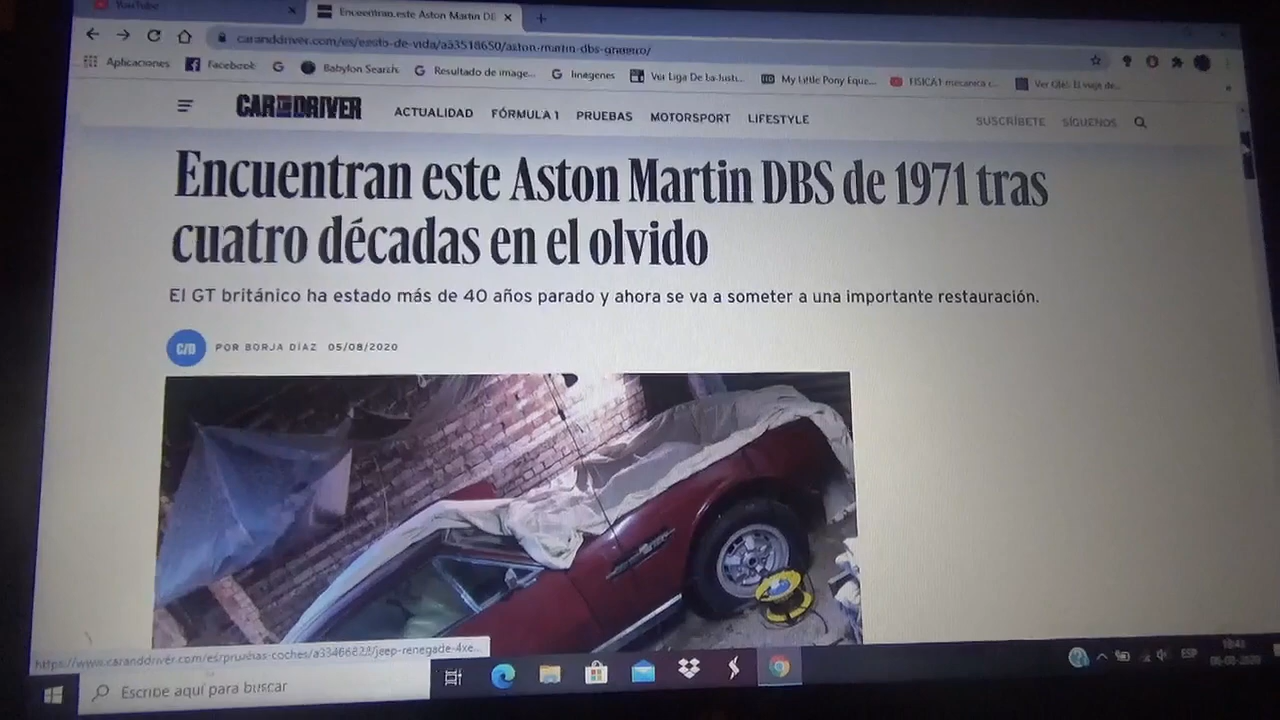 YouTube
Encuentran este Aston Martin DB
caranddriver.com/es/estilo-de-vida/a33518650/aston-martin-dbs-granero/
Aplicaciones
Facebook
Babylon Search
Resultado de image...
Imágenes
Ver Liga De La Justi...
My Little Pony Eque...
FISICA1 mecanica c...
CAR AND DRIVER
ACTUALIDAD FÓRMULA 1 PRUEBAS MOTORSPORT LIFESTYLE
SUSCRÍBETE SÍGUENOS
Encuentran este Aston Martin DBS de 1971 tras
cuatro décadas en el olvido
El GT británico ha estado más de 40 años parado y ahora se va a someter a una importante restauración.
C/D
POR BORJA DÍAZ 05/08/2020
Escribe aquí para buscar
ESP